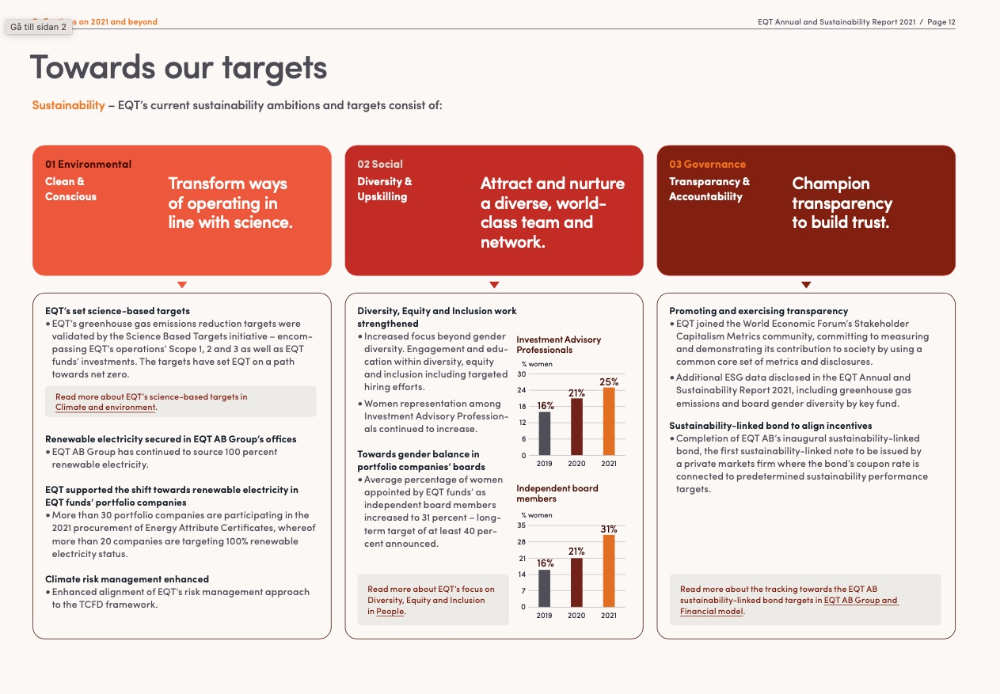 s on 2021 and beyond
Gå till sidan 2
EQT Annual and Sustainability Report 2021 / Page 12
Towards our targets
Sustainability – EQT’s current sustainability ambitions and targets consist of:
01 Environmental
Clean &
Conscious
Transform ways
of operating in
line with science.
02 Social
Diversity &
Upskilling
Attract and nurture
a diverse, world-
class team and
network.
03 Governance
Transparancy &
Accountability
Champion
transparency
to build trust.
EQT’s set science-based targets
• EQT’s greenhouse gas emissions reduction targets were
validated by the Science Based Targets initiative – encom-
passing EQT’s operations’ Scope 1, 2 and 3 as well as EQT
funds’ investments. The targets have set EQT on a path
towards net zero.
Read more about EQT’s science-based targets in
Climate and environment.
Renewable electricity secured in EQT AB Group’s offices
• EQT AB Group has continued to source 100 percent
renewable electricity.
EQT supported the shift towards renewable electricity in
EQT funds’ portfolio companies
• More than 30 portfolio companies are participating in the
2021 procurement of Energy Attribute Certificates, whereof
more than 20 companies are targeting 100% renewable
electricity status.
Climate risk management enhanced
• Enhanced alignment of EQT’s risk management approach
to the TCFD framework.
Diversity, Equity and Inclusion work
strengthened
• Increased focus beyond gender
diversity. Engagement and edu-
cation within diversity, equity
and inclusion including targeted
hiring efforts.
• Women representation among
Investment Advisory Profession-
als continued to increase.
Towards gender balance in
portfolio companies’ boards
• Average percentage of women
appointed by EQT funds’ as
independent board members
increased to 31 percent – long-
term target of at least 40 per-
cent announced.
Read more about EQT’s focus on
Diversity, Equity and Inclusion
in People.
Investment Advisory
Professionals
% women
30
24
18
12
6
0
16%
21%
25%
2019 2020 2021
Independent board
members
% women
35
28
21
14
7
0
16%
21%
31%
2019 2020 2021
Promoting and exercising transparency
• EQT joined the World Economic Forum’s Stakeholder
Capitalism Metrics community, committing to measuring
and demonstrating its contribution to society by using a
common core set of metrics and disclosures.
• Additional ESG data disclosed in the EQT Annual and
Sustainability Report 2021, including greenhouse gas
emissions and board gender diversity by key fund.
Sustainability-linked bond to align incentives
• Completion of EQT AB’s inaugural sustainability-linked
bond, the first sustainability-linked note to be issued by
a private markets firm where the bond’s coupon rate is
connected to predetermined sustainability performance
targets.
Read more about the tracking towards the EQT AB
sustainability-linked bond targets in EQT AB Group and
Financial model.